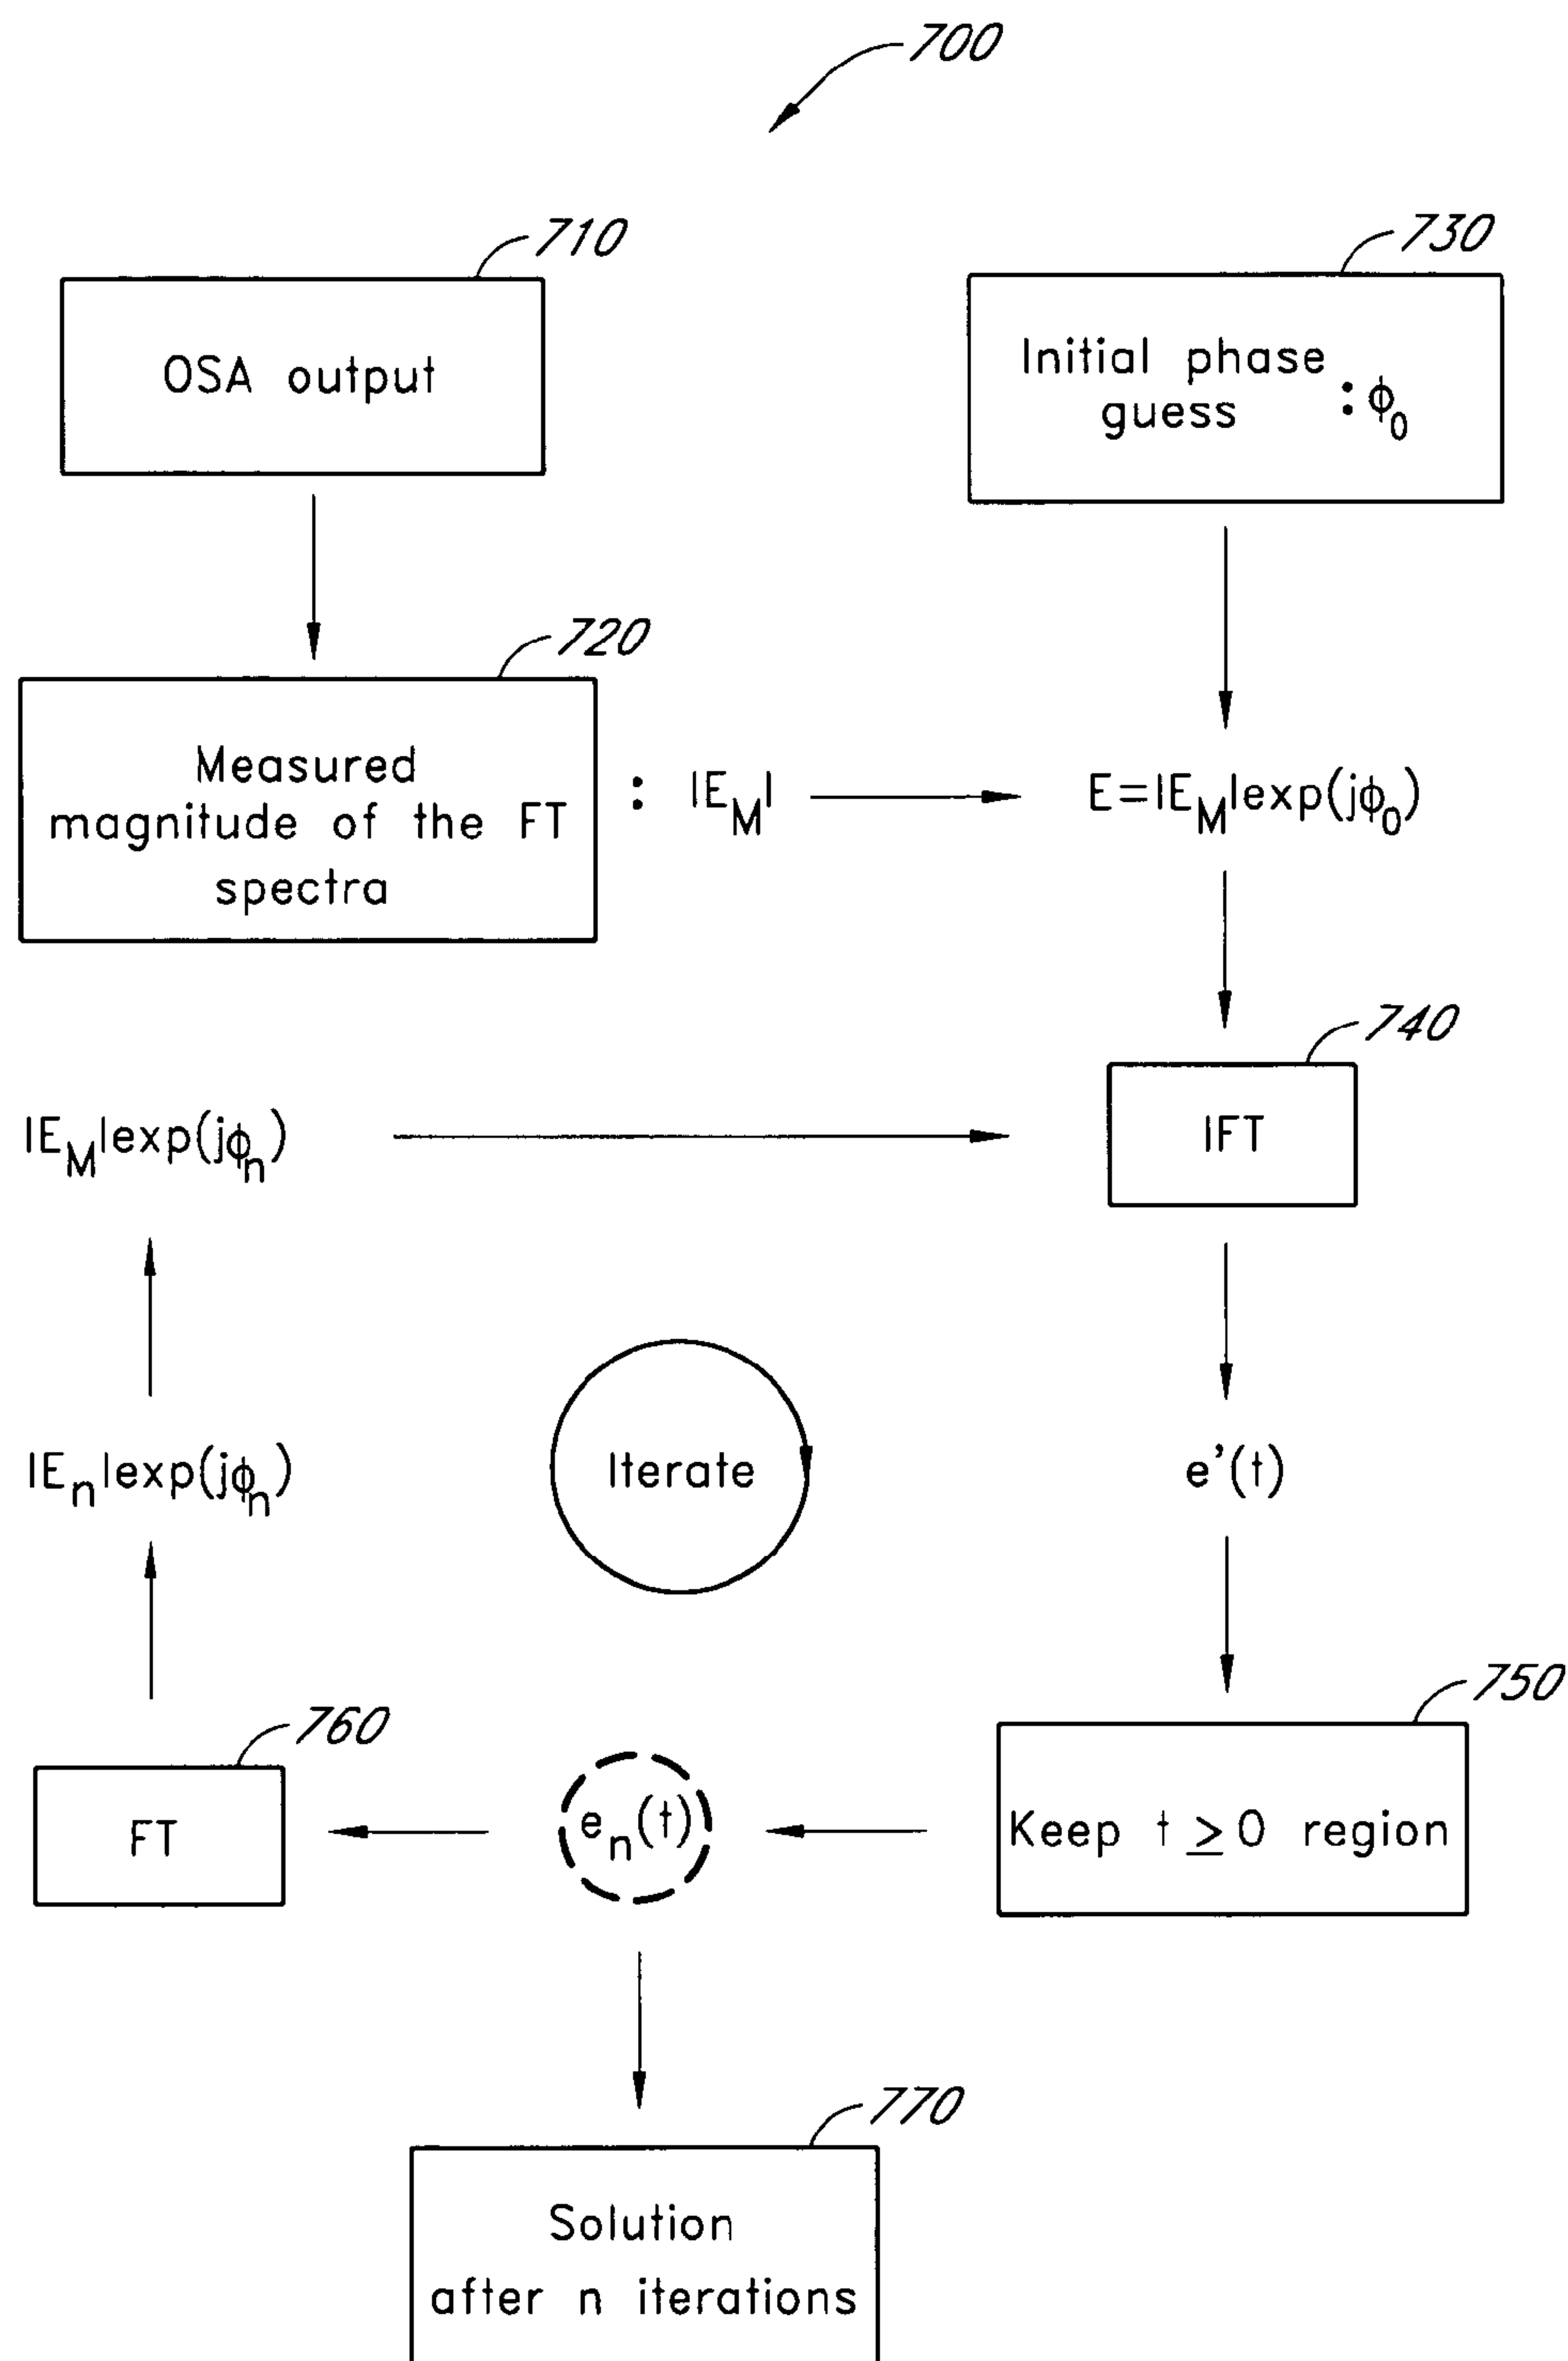 700
710
OSA output
730
Initial phase
guess : ϕ0
720
Measured
magnitude of the FT
spectra
: |EM|
E=|EM|exp(jϕ0)
740
IFT
|EM|exp(jϕn)
|En|exp(jϕn)
Iterate
e'(t)
750
Keep t ≥ 0 region
760
FT
en(t)
770
Solution
after n iterations